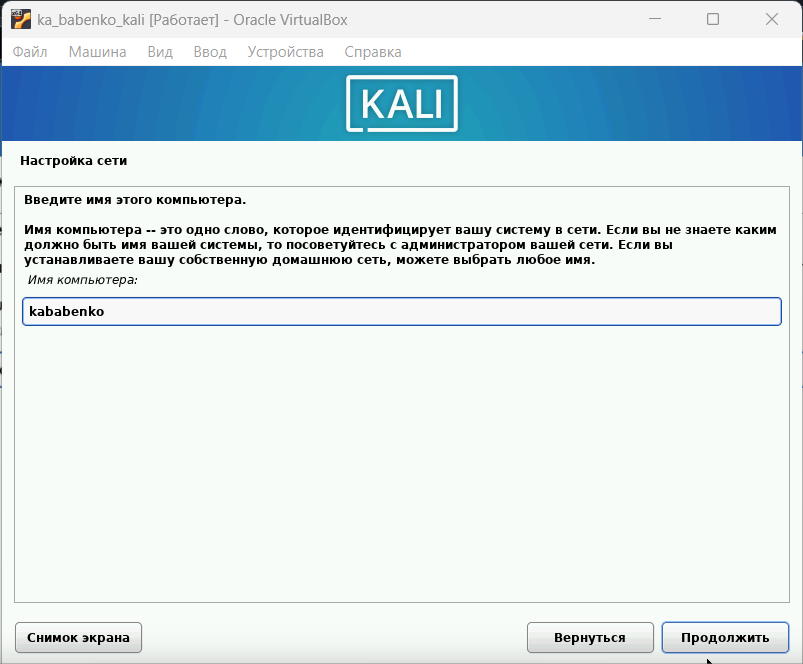 ka_babenko_kali [Работает] - Oracle VirtualBox
Файл Машина Вид Ввод Устройства Справка
KALI
Настройка сети
Введите имя этого компьютера.
Имя компьютера -- это одно слово, которое идентифицирует вашу систему в сети. Если вы не знаете каким
должно быть имя вашей системы, то посоветуйтесь с администратором вашей сети. Если вы
устанавливаете вашу собственную домашнюю сеть, можете выбрать любое имя.
Имя компьютера:
kababenko
Снимок экрана Вернуться Продолжить